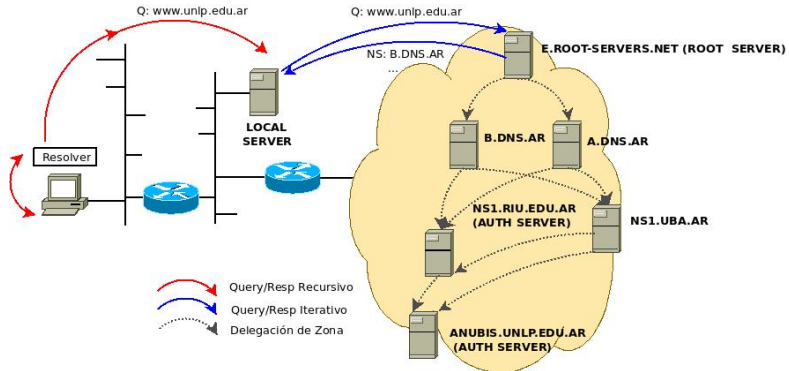 Q: www.unlp.edu.ar
Q: www.unlp.edu.ar
E.ROOT-SERVERS.NET (ROOT SERVER)
NS: B.DNS.AR
...
LOCAL
SERVER
B.DNS.AR
A.DNS.AR
Resolver
NS1.RIU.EDU.AR
(AUTH SERVER)
NS1.UBA.AR
Query/Resp Recursivo
Query/Resp Iterativo
Delegación de Zona
ANUBIS.UNLP.EDU.AR
(AUTH SERVER)